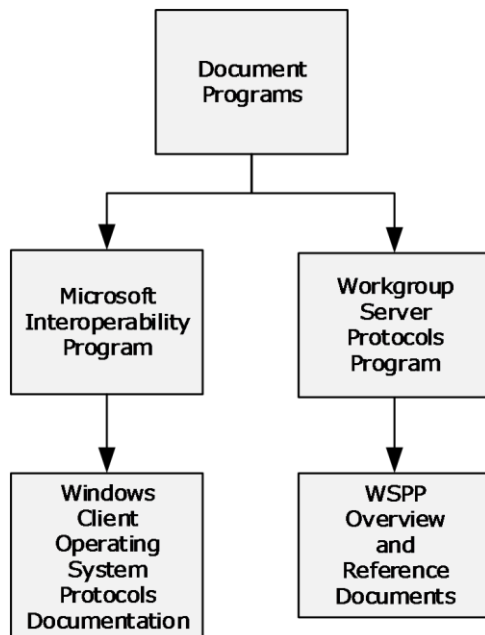 Document
Programs
Microsoft
Interoperability
Program
Workgroup
Server
Protocols
Program
Windows
Client
Operating
System
Protocols
Documentation
WSPP
Overview
and
Reference
Documents